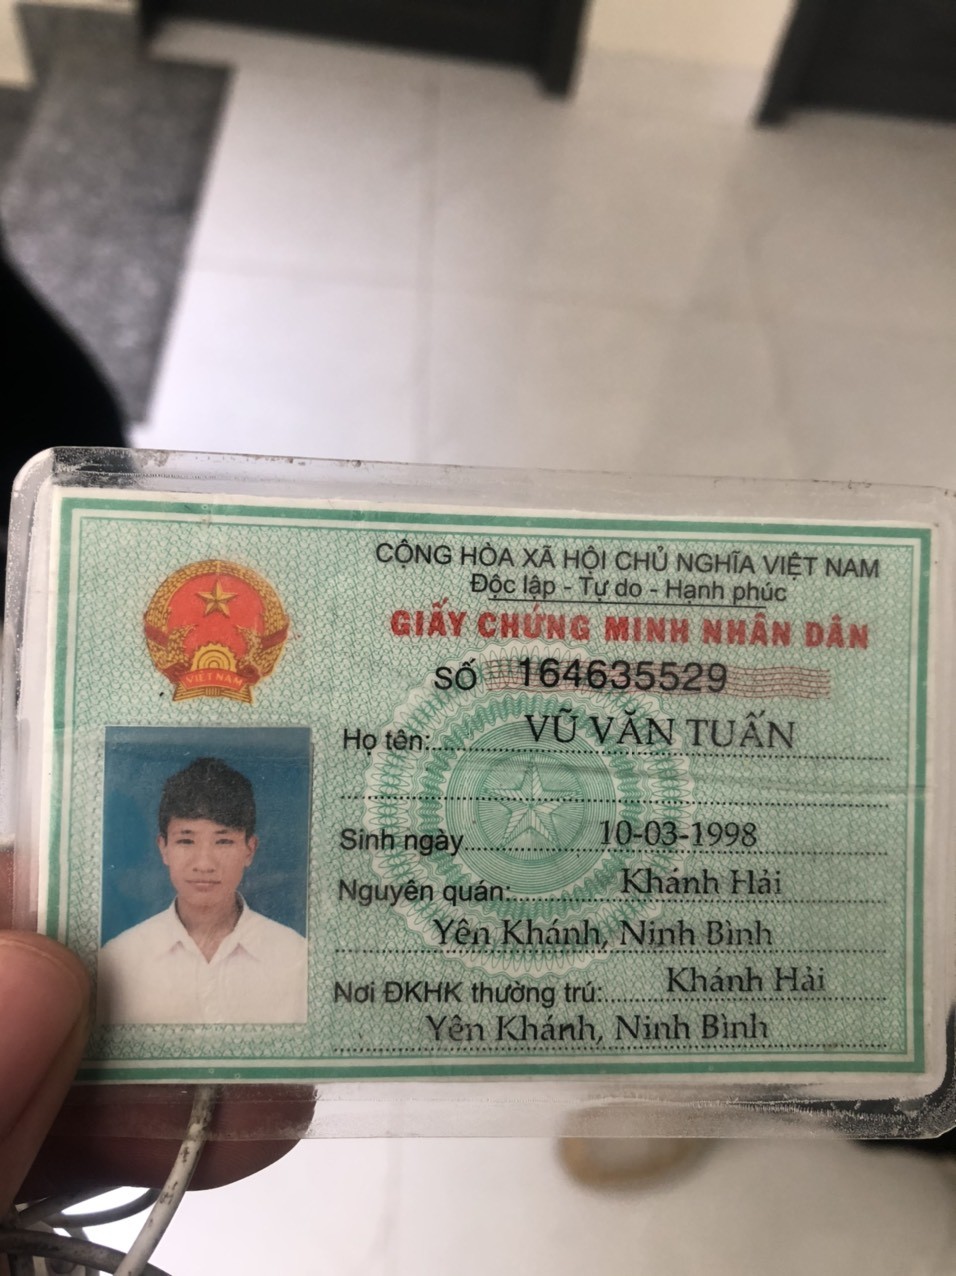 CỘNG HÒA XÃ HỘI CHỦ NGHĨA VIỆT NAM
Độc lập - Tự do - Hạnh phúc
GIẤY CHỨNG MINH NHÂN DÂN
SỐ 164635529
VIỆT NAM
Họ tên:..........VŨ VĂN TUẤN
Sinh ngày..........10-03-1998
Nguyên quán:..........Khánh Hải
Yên Khánh, Ninh Bình
Nơi ĐKHK thường trú:..........Khánh Hải
Yên Khánh, Ninh Bình